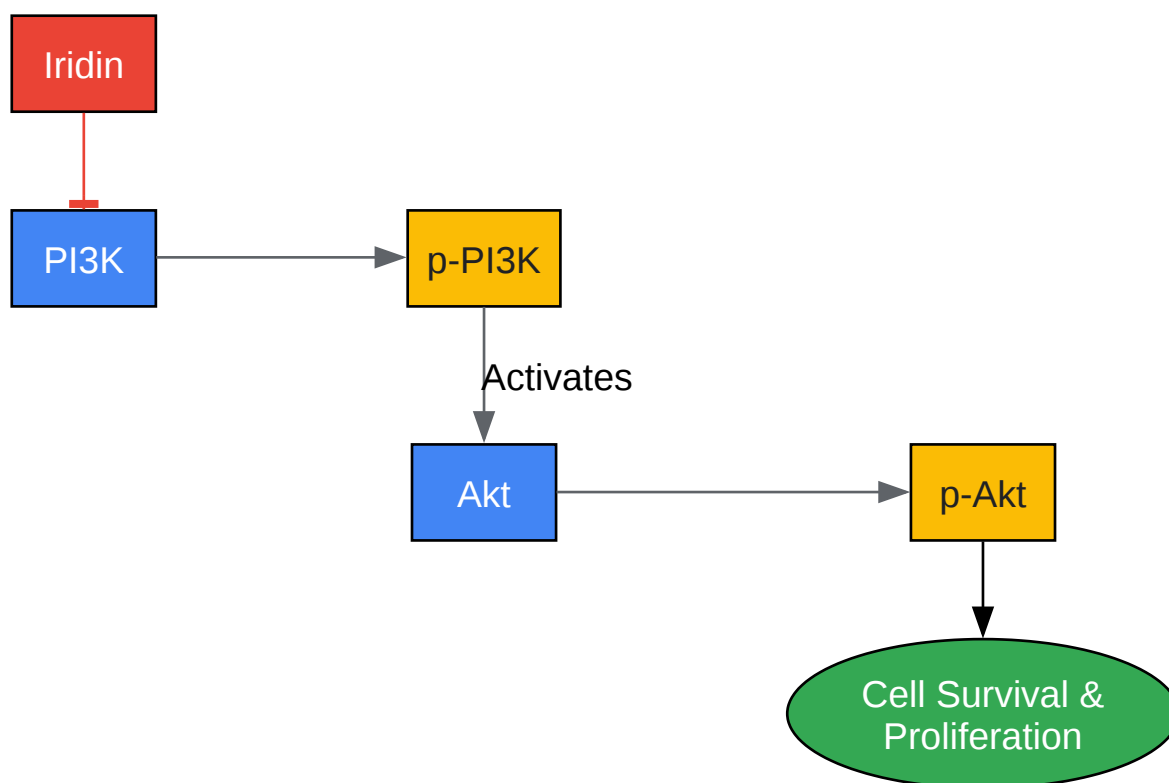 Iridin
PI3K
p-PI3K
Activates
Akt
p-Akt
Cell Survival &
Proliferation